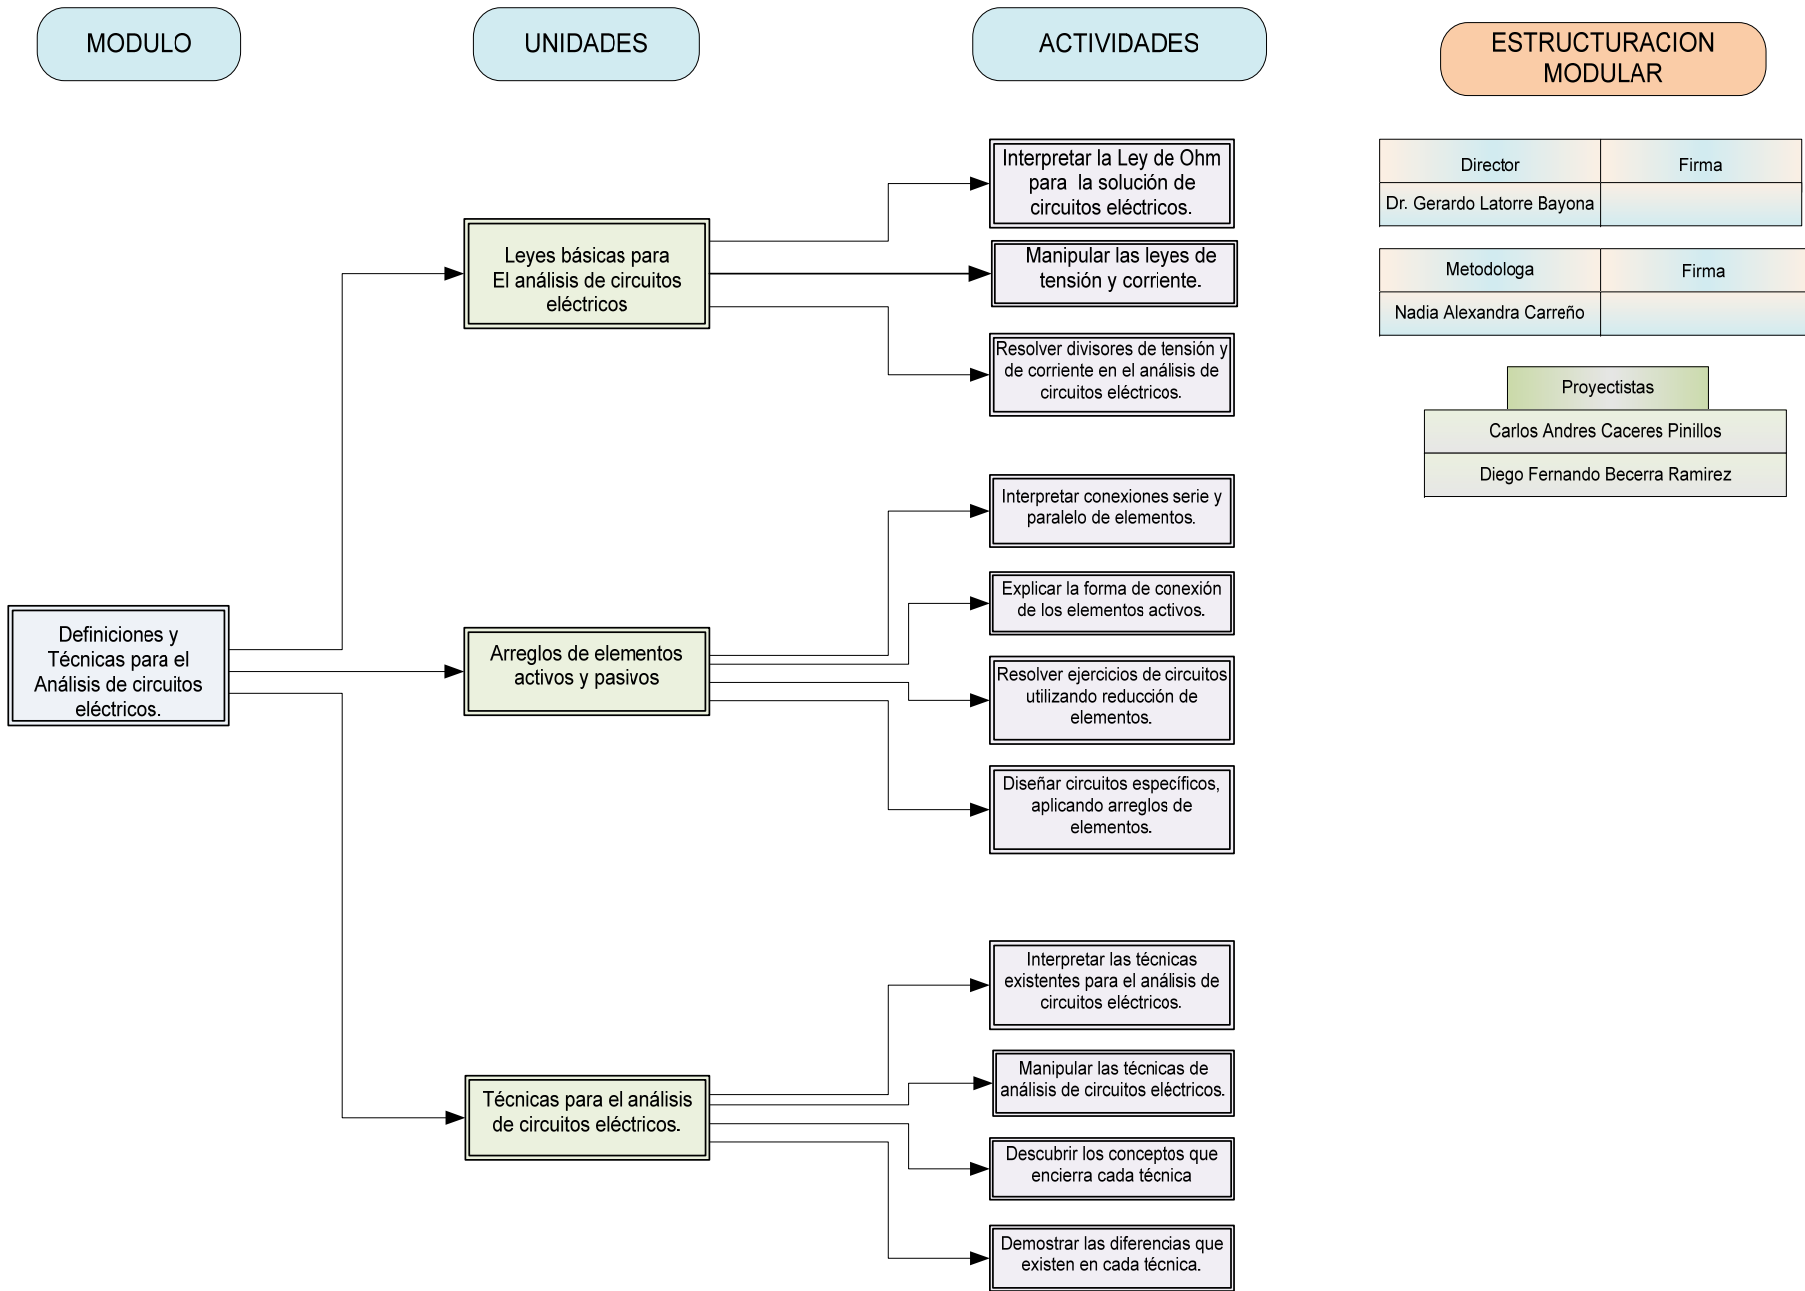 MODULO
UNIDADES
ACTIVIDADES
ESTRUCTURACION
MODULAR
Definiciones y
Técnicas para el
Análisis de circuitos
eléctricos.
Leyes básicas para
El análisis de circuitos
eléctricos
Interpretar la Ley de Ohm
para la solución de
circuitos eléctricos.
Manipular las leyes de
tensión y corriente.
Resolver divisores de tensión y
de corriente en el análisis de
circuitos eléctricos.
Arreglos de elementos
activos y pasivos
Interpretar conexiones serie y
paralelo de elementos.
Explicar la forma de conexión
de los elementos activos.
Resolver ejercicios de circuitos
utilizando reducción de
elementos.
Diseñar circuitos específicos,
aplicando arreglos de
elementos.
Técnicas para el análisis
de circuitos eléctricos.
Interpretar las técnicas
existentes para el análisis de
circuitos eléctricos.
Manipular las técnicas de
análisis de circuitos eléctricos.
Descubrir los conceptos que
encierra cada técnica
Demostrar las diferencias que
existen en cada técnica.
Director
Firma
Dr. Gerardo Latorre Bayona
Metodologa
Firma
Nadia Alexandra Carreño
Proyectistas
Carlos Andres Caceres Pinillos
Diego Fernando Becerra Ramirez